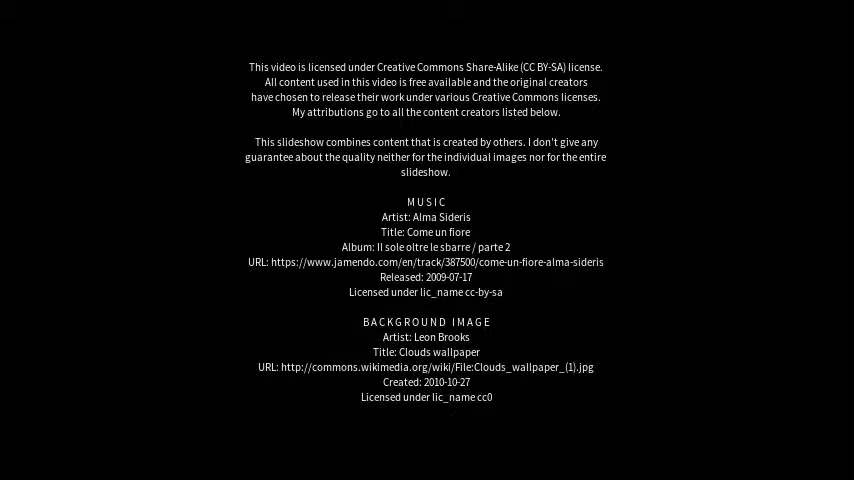 This video is licensed under Creative Commons Share-Alike (CC BY-SA) license.
All content used in this video is free available and the original creators
have chosen to release their work under various Creative Commons licenses.
My attributions go to all the content creators listed below.
This slideshow combines content that is created by others. I don't give any
guarantee about the quality neither for the individual images nor for the entire
slideshow.
MUSIC
Artist: Alma Sideris
Title: Come un fiore
Album: Il sole oltre le sbarre / parte 2
URL: https://www.jamendo.com/en/track/387500/come-un-fiore-alma-sideris
Released: 2009-07-17
Licensed under lic_name cc-by-sa
BACKGROUND IMAGE
Artist: Leon Brooks
Title: Clouds wallpaper
URL: http://commons.wikimedia.org/wiki/File:Clouds_wallpaper_(1).jpg
Created: 2010-10-27
Licensed under lic_name cc0